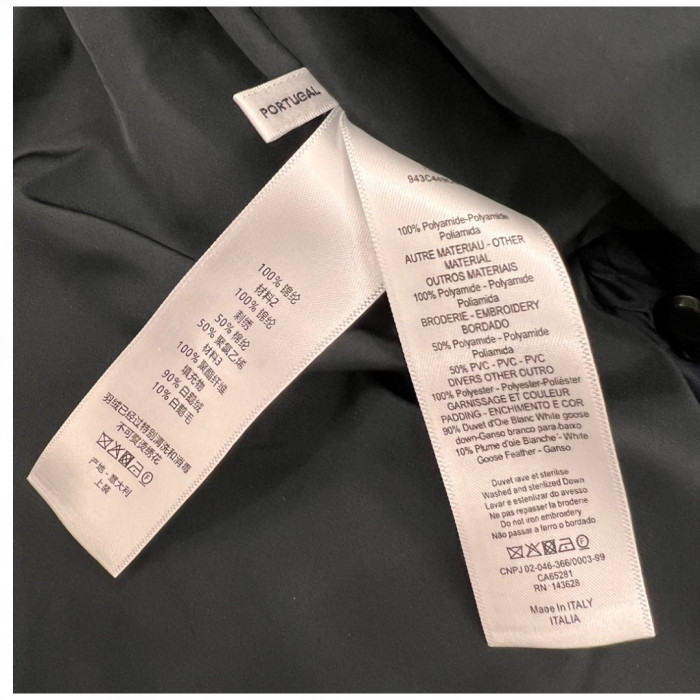 PORTUGAL
100% 锦纶
材料2
100% 锦纶
刺绣
50% 锦纶
50% 聚氯乙烯
材料3
100% 聚酯纤维
填充物
90% 白鹅绒
10% 白鹅毛
羽绒已经过特别清洗和消毒
不可熨烫绣花
产地：意大利
上装
100% Polyamide-Polyamide
Poliamida
AUTRE MATERIAU - OTHER
MATERIAL
OUTROS MATERIAIS
100% Polyamide - Polyamide
Poliamida
BRODERIE - EMBROIDERY
BORDADO
50% Polyamide - Polyamide
Poliamida
50% PVC - PVC - PVC
DIVERS OTHER OUTRO
100% Polyester - Polyester-Poliéster
GARNISSAGE ET COULEUR
PADDING - ENCHIMENTO E COR
90% Duvet d'Oie Blanc White goose
down-Ganso branco para-baixo
10% Plume d'oie Blanche - White
Goose Feather - Ganso
Duvet lave et sterilise
Washed and sterilized Down
Lavar e estenlizar do avesso
Ne pas repasser la broderie
Do not iren embroidery
Não passar a ferro o bordado
CNPJ 02-046-366/0003-99
CA65281
RN 143628
Made In ITALY
ITALIA